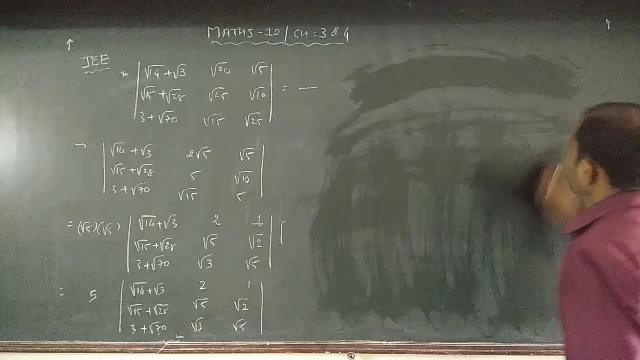 MATHS-12 / CH:3&4
JEE
* | √14+√3 √20 √5 |
| √15+√28 √25 √10 | = —
| 3+√70 √15 √25 |
→ | √14+√3 2√5 √5 |
| √15+√28 5 √10 |
| 3+√70 √15 5 |
= (√5)(√5) | √14+√3 2 1 | [
| √15+√28 √5 √2 |
| 3+√70 √3 √5 |
= 5 | √14+√3 2 1 |
| √15+√28 √5 √2 |
| 3+√70 √3 √5 |